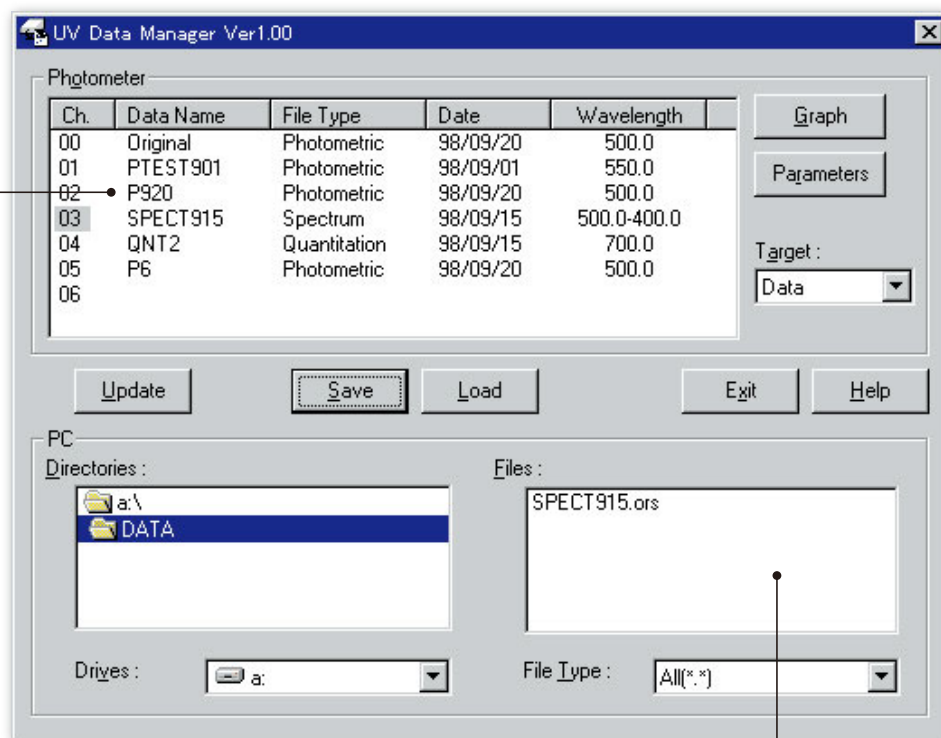 UV Data Manager Ver1.00
Photometer
Ch. Data Name File Type Date Wavelength
00 Original Photometric 98/09/20 500.0
01 PTEST901 Photometric 98/09/01 550.0
02 P920 Photometric 98/09/20 500.0
03 SPECT915 Spectrum 98/09/15 500.0-400.0
04 QNT2 Quantitation 98/09/15 700.0
05 P6 Photometric 98/09/20 500.0
06
Graph
Parameters
Target :
Data
Update Save Load Exit Help
PC
Directories : Files :
a:\ SPECT915.ors
DATA
Drives : a: File Type : All(*.*)